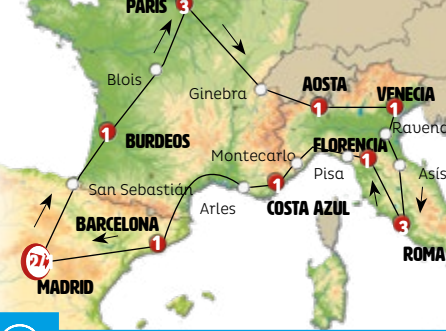 PARIS
3
Blois
Ginebra
AOSTA
1
VENECIA
1
1
BURDEOS
Ravena
FLORENCIA
1
Montecarlo
Pisa
Asís
San Sebastián
Arles
1
COSTA AZUL
BARCELONA
1
3
ROMA
MADRID